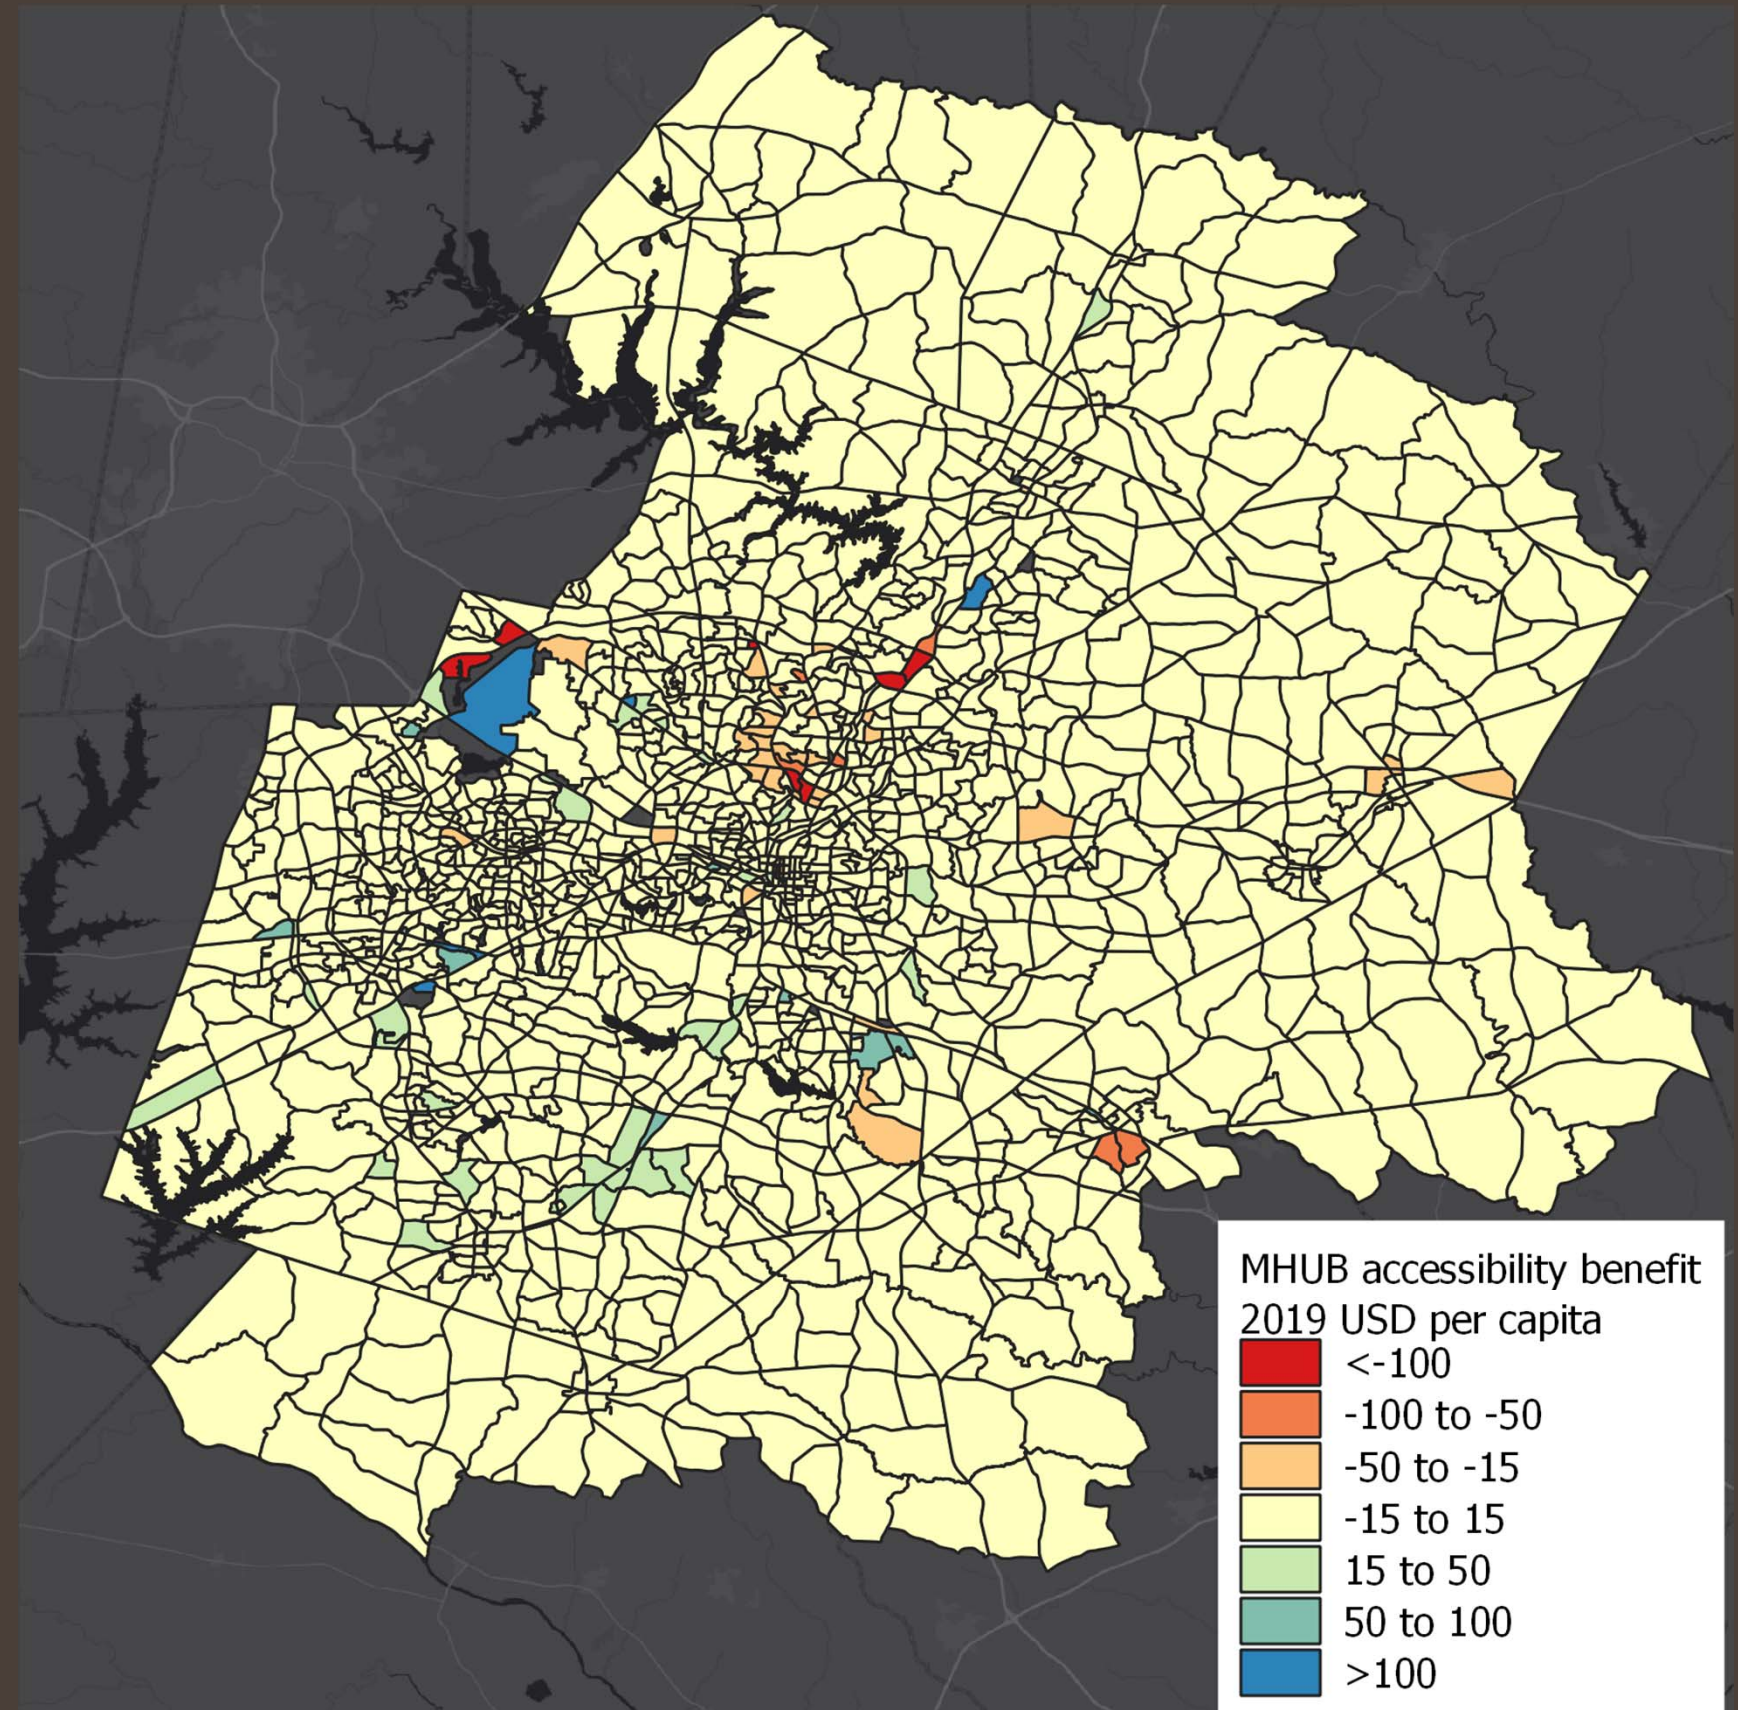 MHUB accessibility benefit
2019 USD per capita
<-100
-100 to -50
-50 to -15
-15 to 15
15 to 50
50 to 100
>100